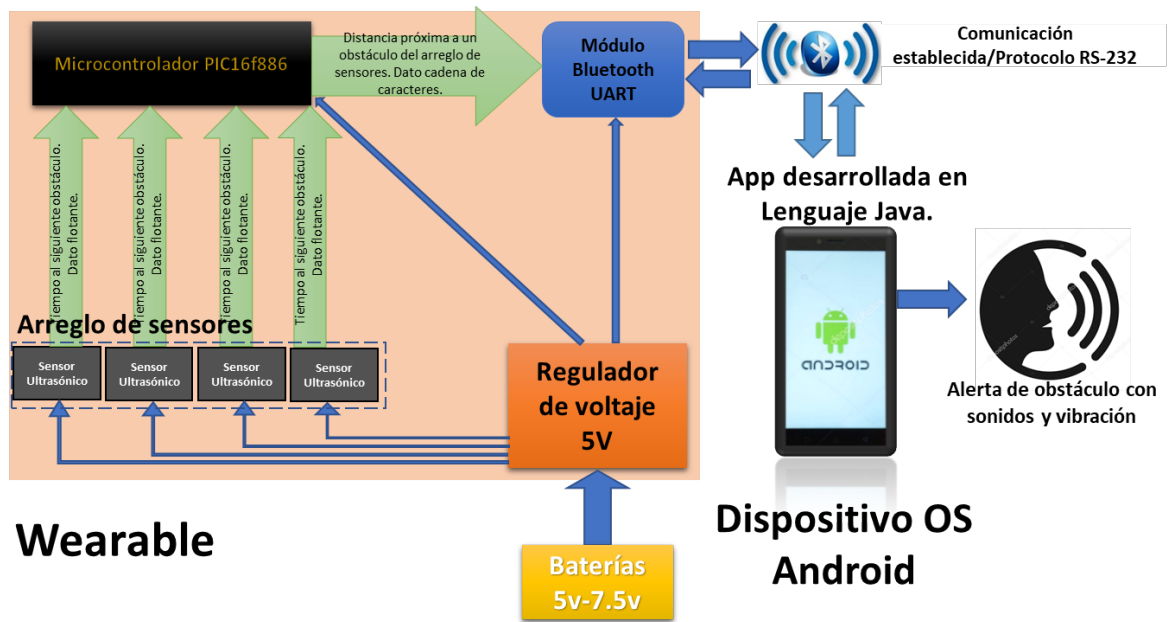 Microcontrolador PIC16f886
Distancia próxima a un
obstáculo del arreglo de
sensores. Dato cadena de
caracteres.
Módulo
Bluetooth
UART
Comunicación
establecida/Protocolo RS-232
Tiempo al siguiente obstáculo.
Dato flotante.
Tiempo al siguiente obstáculo.
Dato flotante.
Tiempo al siguiente obstáculo.
Dato flotante.
Tiempo al siguiente obstáculo.
Dato flotante.
App desarrollada en
Lenguaje Java.
ANDROID
Arreglo de sensores
Sensor
Ultrasónico
Sensor
Ultrasónico
Sensor
Ultrasónico
Sensor
Ultrasónico
Regulador
de voltaje
5V
Alerta de obstáculo con
sonidos y vibración
Wearable
Baterías
5v-7.5v
Dispositivo OS
Android